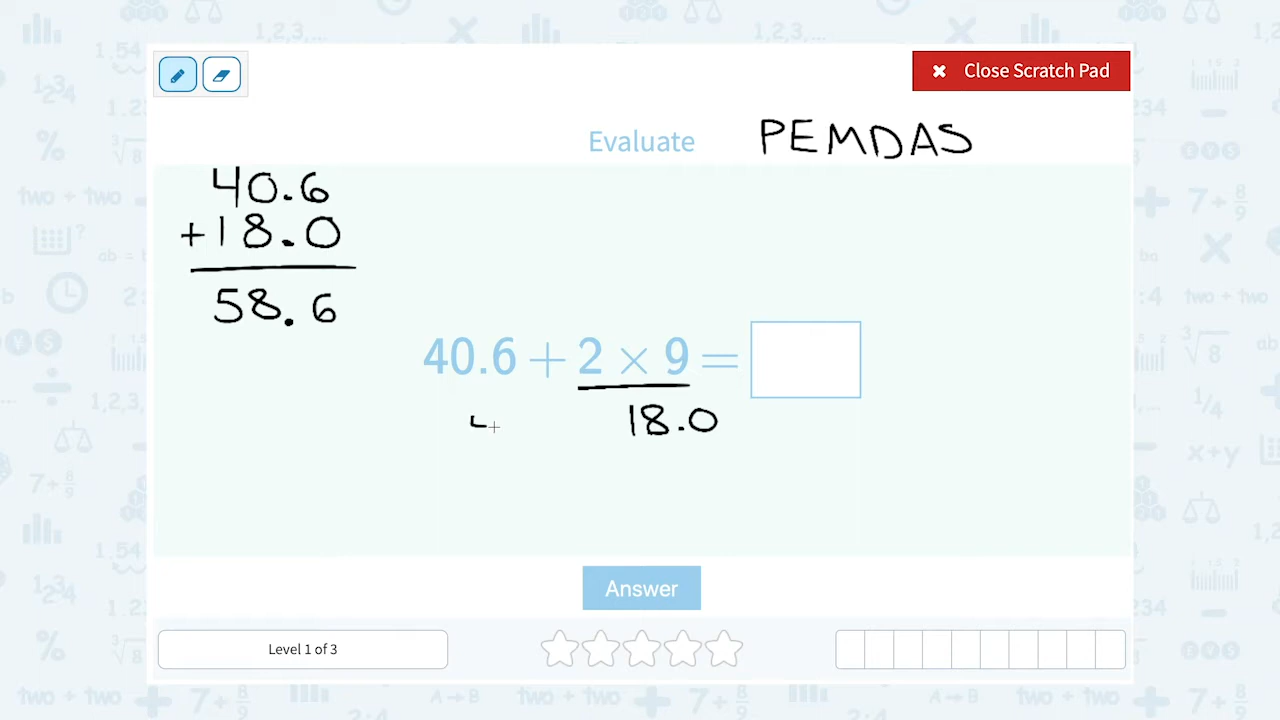 Close Scratch Pad
Evaluate PEMDAS
40.6
+18.0
58.6
40.6 + 2 × 9 =
18.0
Answer
Level 1 of 3